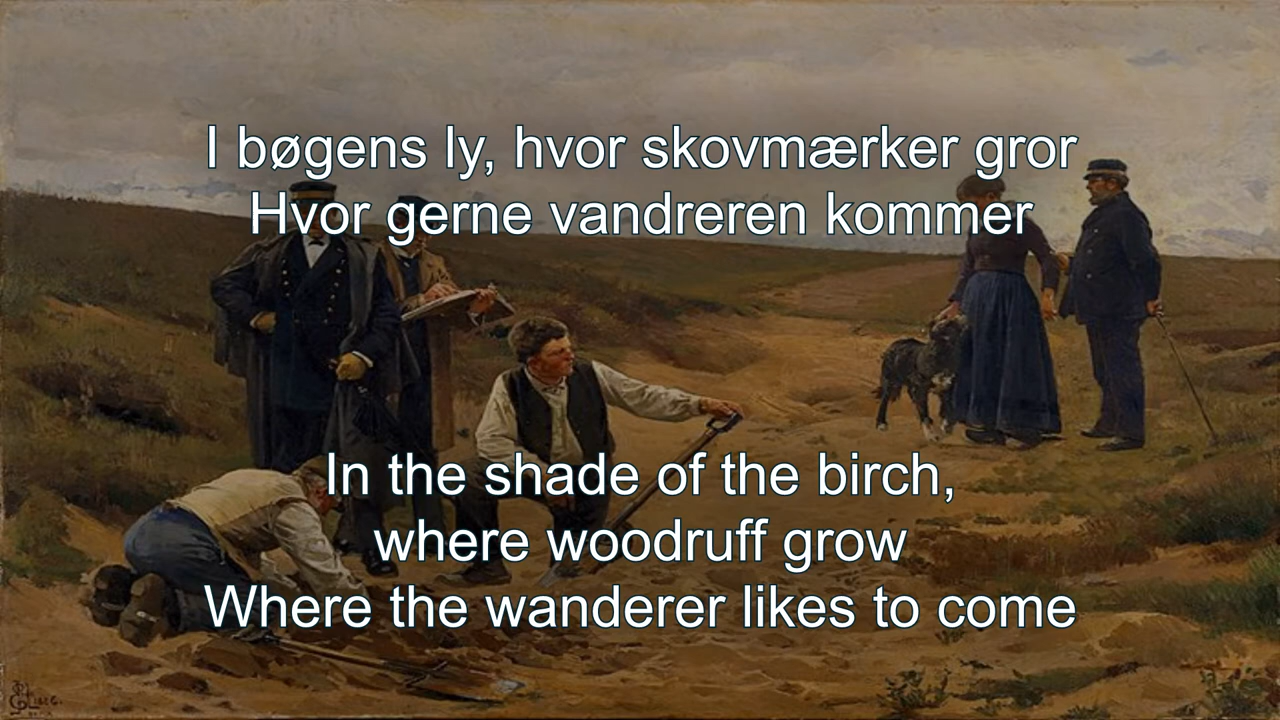 I bøgens ly, hvor skovmærker gror
Hvor gerne vandreren kommer
In the shade of the birch,
where woodruff grow
Where the wanderer likes to come